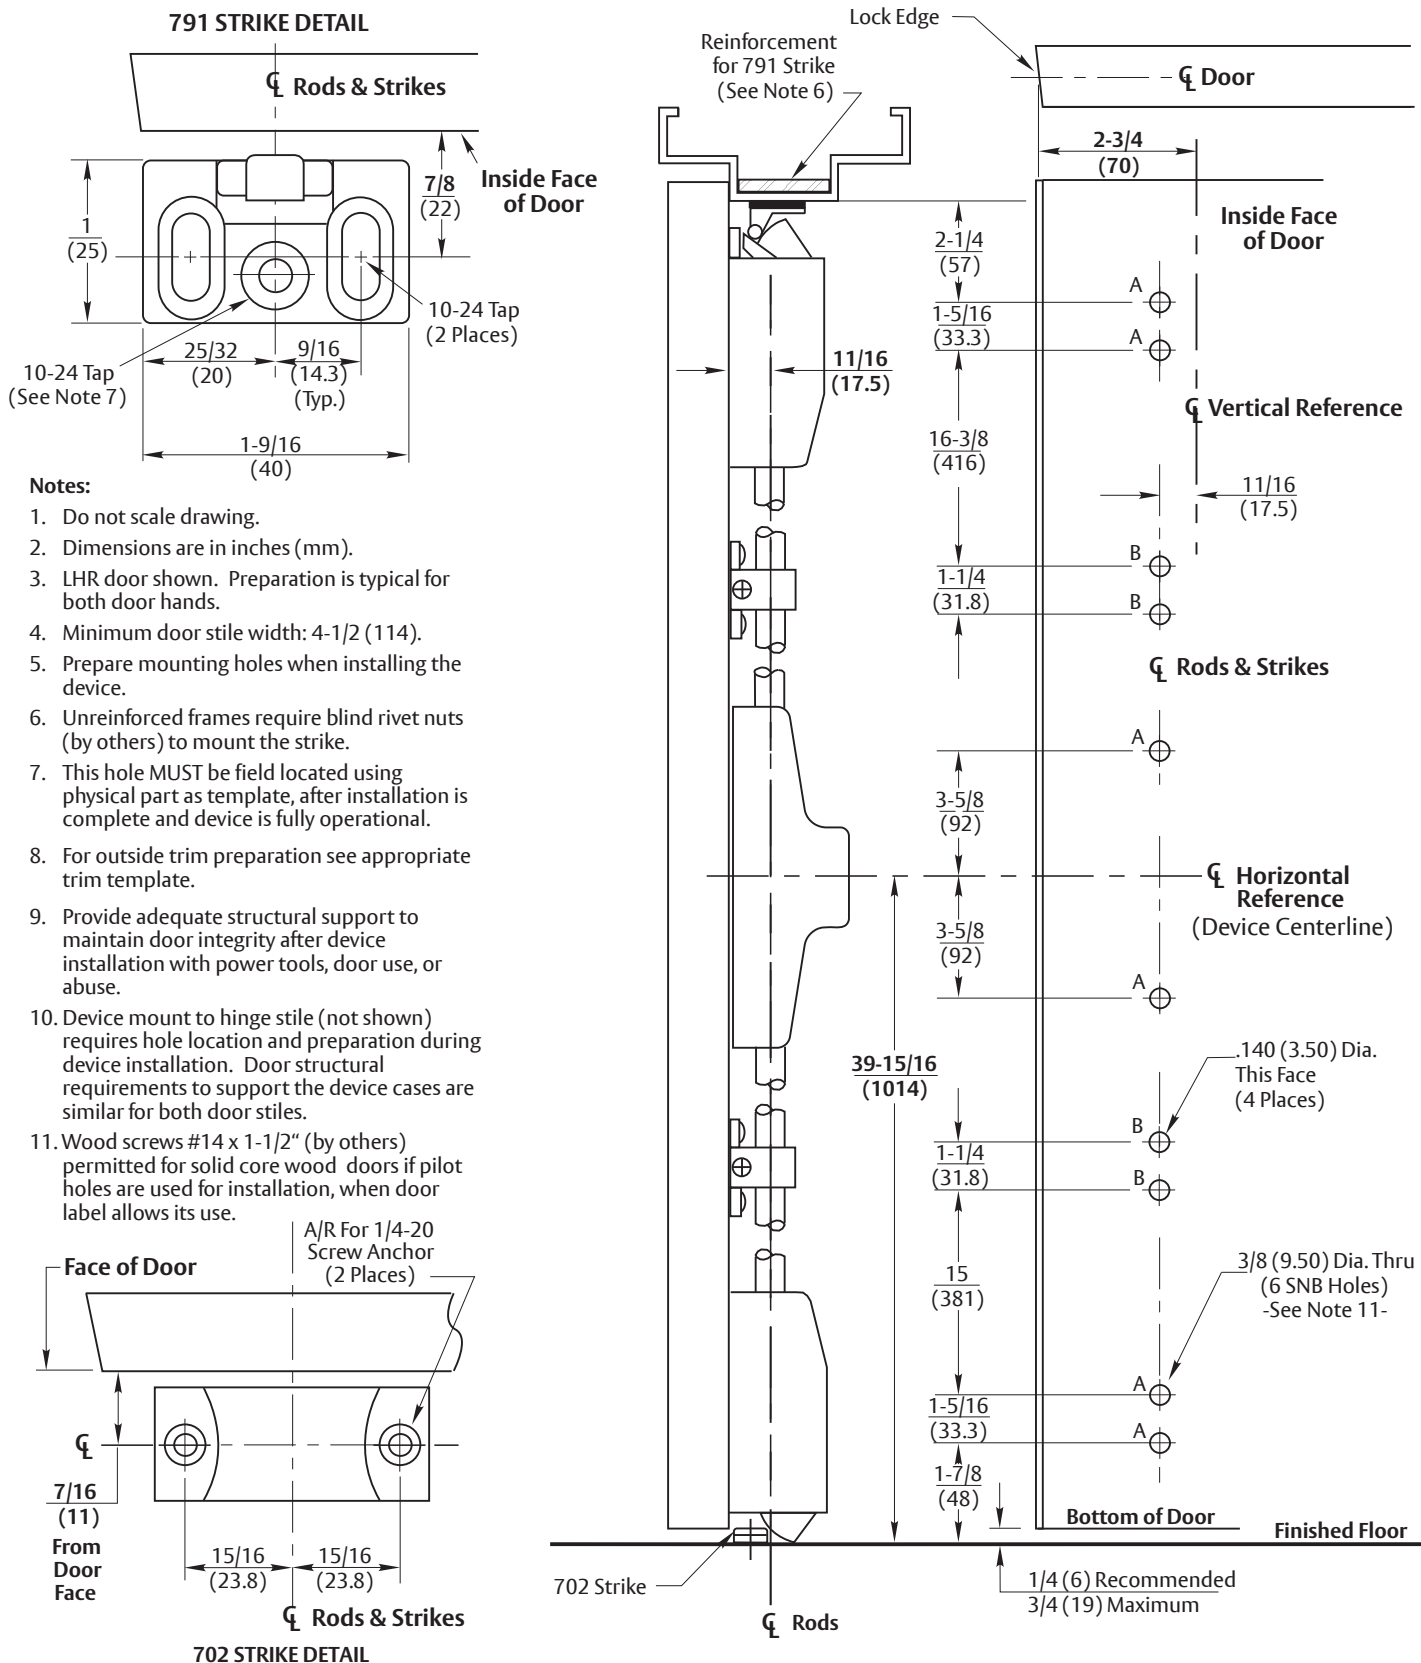 791 STRIKE DETAIL
℄ Rods & Strikes
7/8
(22)
Inside Face
of Door
1
(25)
10-24 Tap
(2 Places)
25/32
(20)
9/16
(14.3)
(Typ.)
10-24 Tap
(See Note 7)
1-9/16
(40)
Notes:
1. Do not scale drawing.
2. Dimensions are in inches (mm).
3. LHR door shown. Preparation is typical for
both door hands.
4. Minimum door stile width: 4-1/2 (114).
5. Prepare mounting holes when installing the
device.
6. Unreinforced frames require blind rivet nuts
(by others) to mount the strike.
7. This hole MUST be field located using
physical part as template, after installation is
complete and device is fully operational.
8. For outside trim preparation see appropriate
trim template.
9. Provide adequate structural support to
maintain door integrity after device
installation with power tools, door use, or
abuse.
10. Device mount to hinge stile (not shown)
requires hole location and preparation during
device installation. Door structural
requirements to support the device cases are
similar for both door stiles.
11. Wood screws #14 x 1-1/2“ (by others)
permitted for solid core wood doors if pilot
holes are used for installation, when door
label allows its use.
A/R For 1/4-20
Screw Anchor
(2 Places)
Face of Door
℄
7/16
(11)
From
Door
Face
15/16
(23.8)
15/16
(23.8)
℄ Rods & Strikes
702 STRIKE DETAIL
Lock Edge
Reinforcement
for 791 Strike
(See Note 6)
℄ Door
2-3/4
(70)
Inside Face
of Door
2-1/4
(57)
A
1-5/16
(33.3)
A
11/16
(17.5)
℄ Vertical Reference
16-3/8
(416)
11/16
(17.5)
B
1-1/4
(31.8)
B
℄ Rods & Strikes
A
3-5/8
(92)
℄ Horizontal
Reference
(Device Centerline)
3-5/8
(92)
A
39-15/16
(1014)
.140 (3.50) Dia.
This Face
(4 Places)
B
1-1/4
(31.8)
B
3/8 (9.50) Dia. Thru
(6 SNB Holes)
-See Note 11-
15
(381)
A
1-5/16
(33.3)
A
1-7/8
(48)
Bottom of Door
Finished Floor
702 Strike
1/4 (6) Recommended
3/4 (19) Maximum
℄ Rods